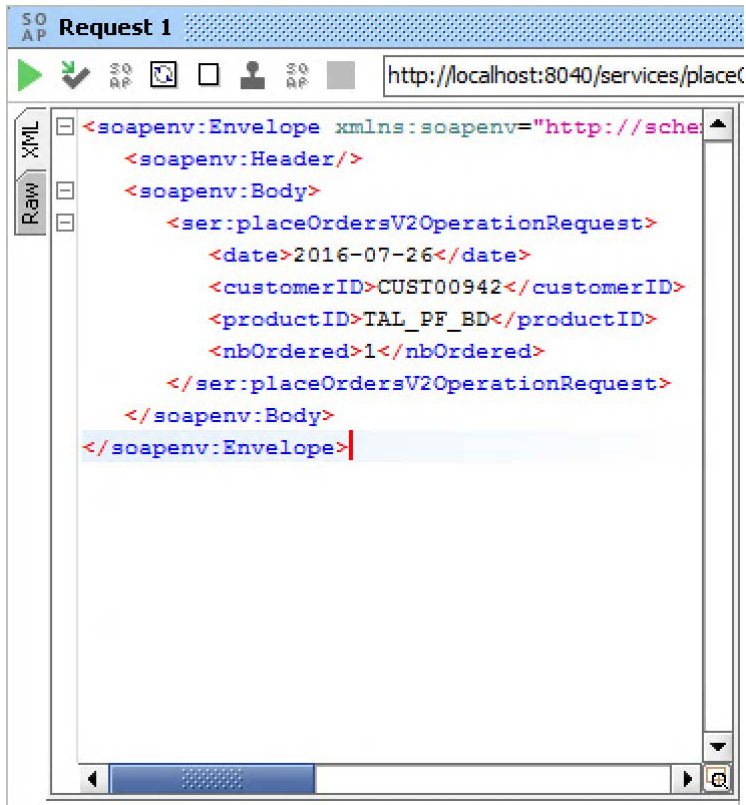 SO
AP Request 1
http://localhost:8040/services/placeO
XML
Raw
<soapenv:Envelope xmlns:soapenv="http://sche
<soapenv:Header/>
<soapenv:Body>
<ser:placeOrdersV2OperationRequest>
<date>2016-07-26</date>
<customerID>CUST00942</customerID>
<productID>TAL_PF_BD</productID>
<nbOrdered>1</nbOrdered>
</ser:placeOrdersV2OperationRequest>
</soapenv:Body>
</soapenv:Envelope>